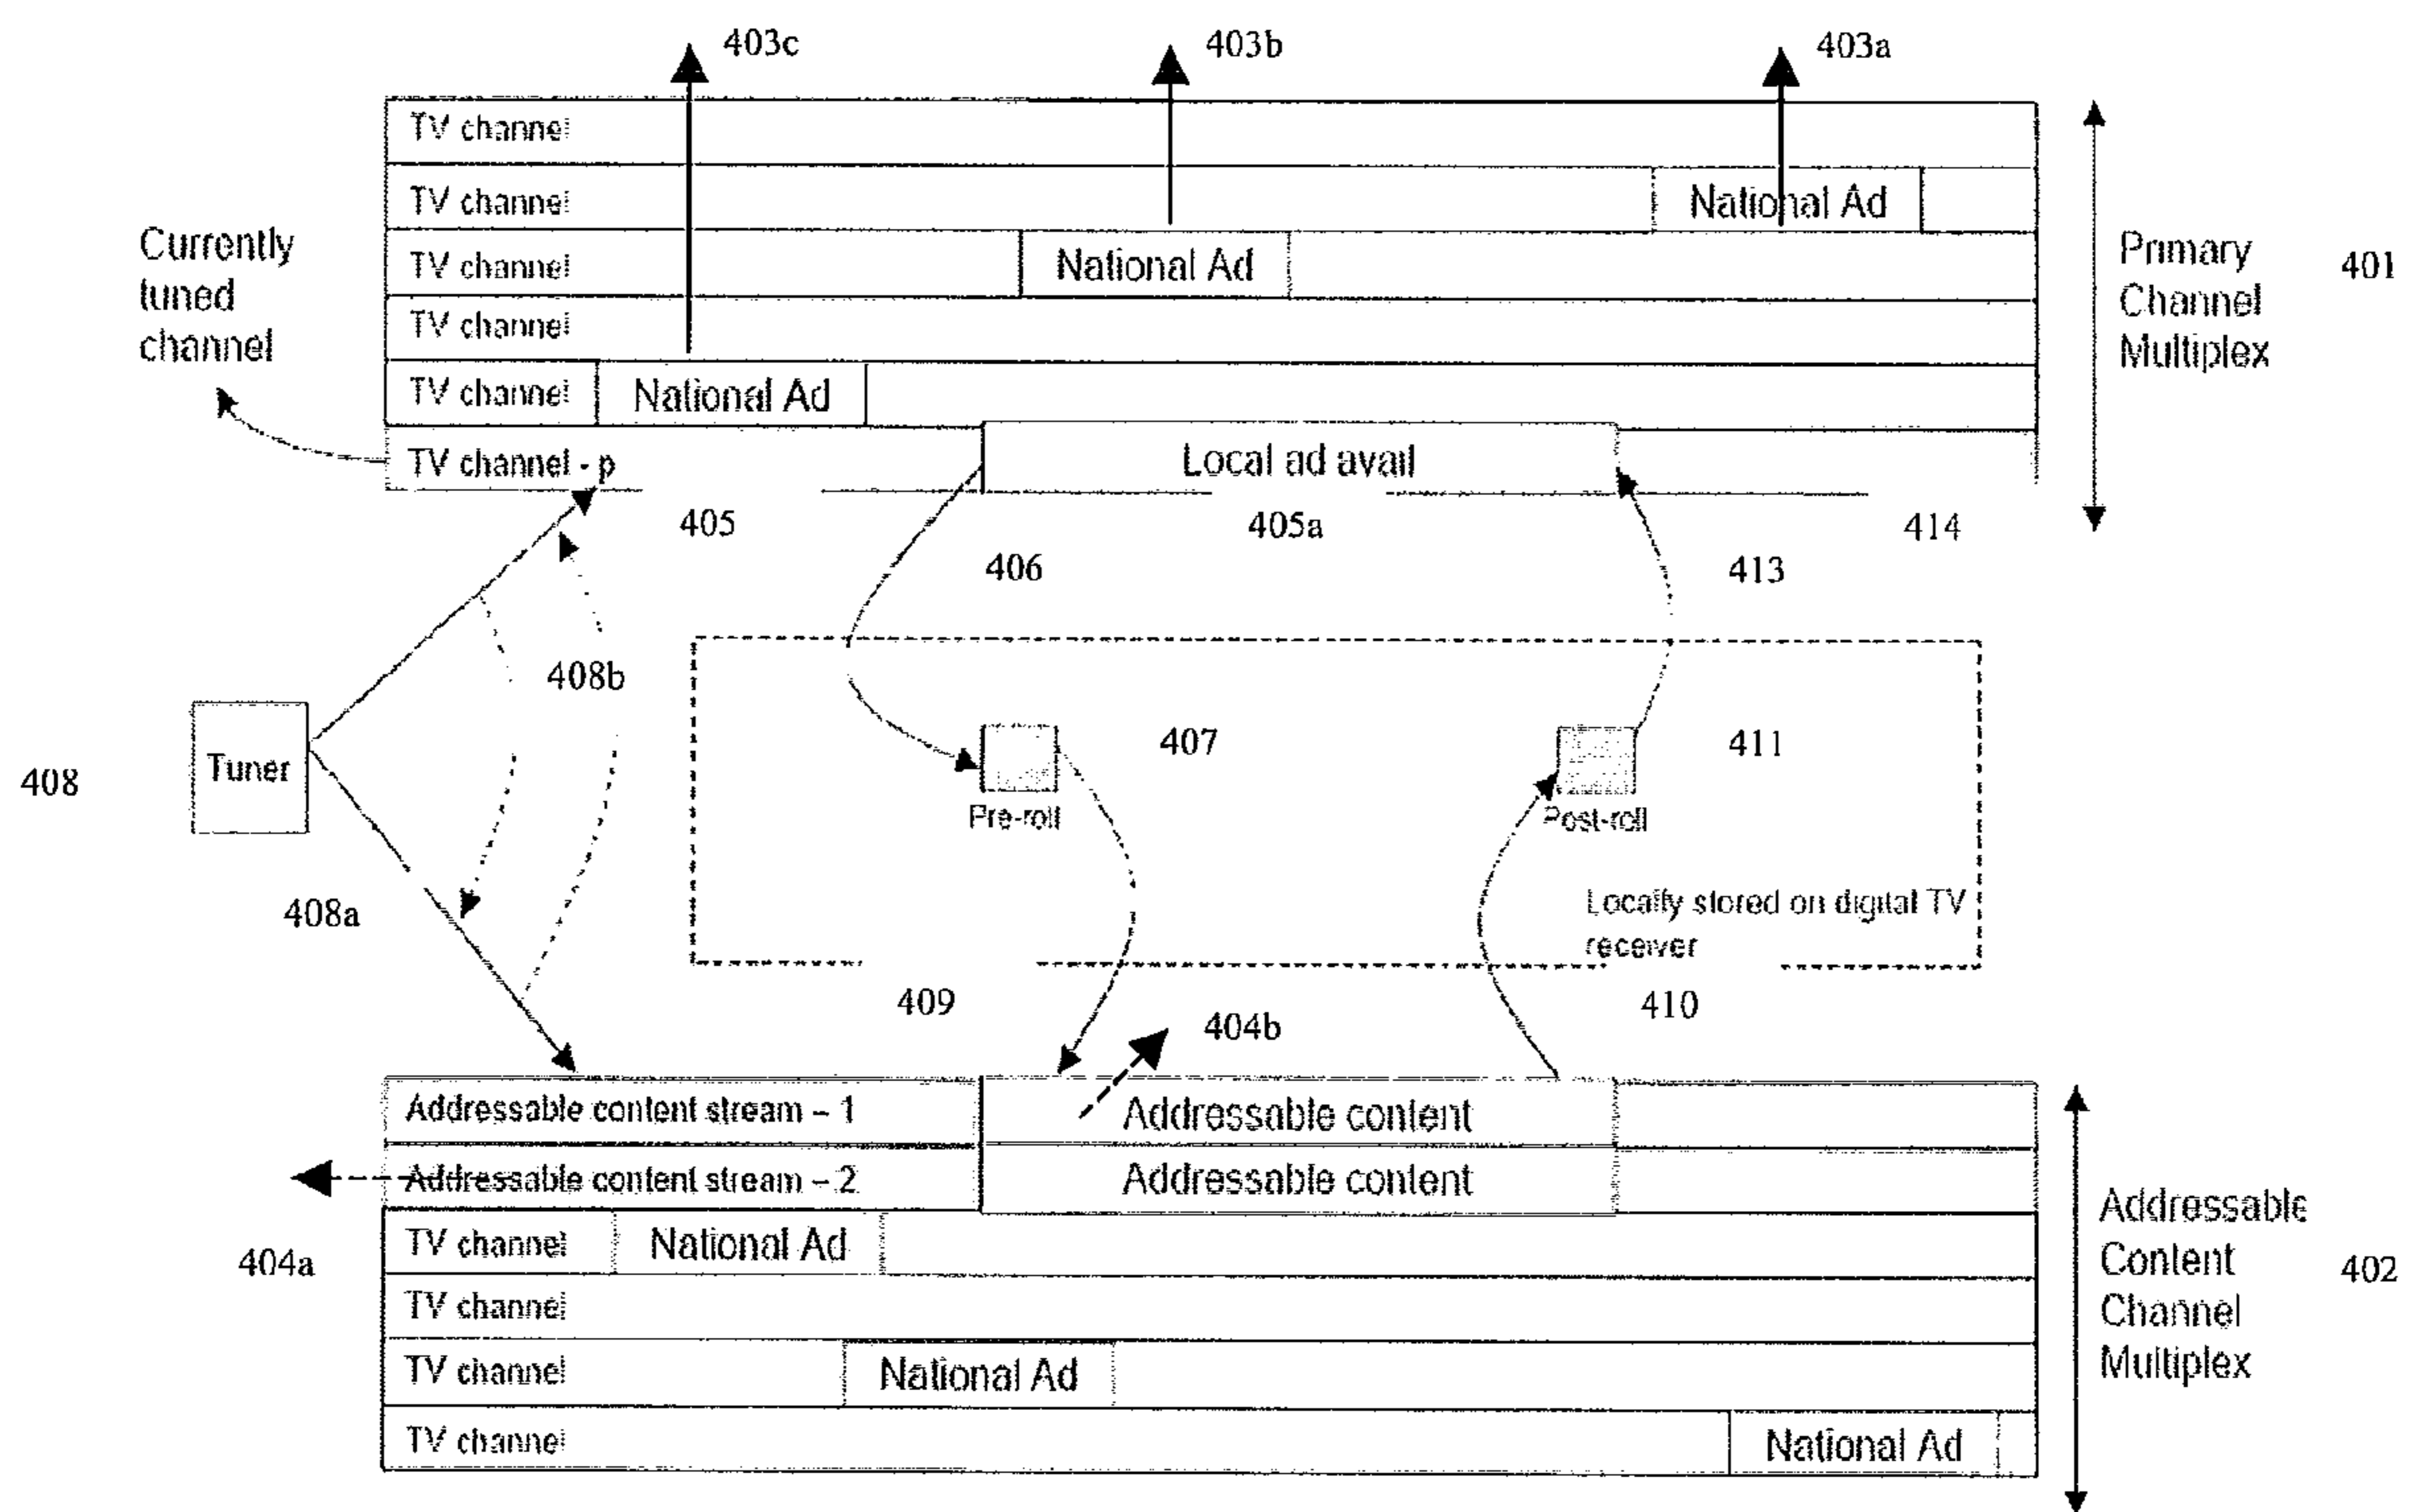 403c
403b
403a
TV channel
TV channel
National Ad
Currently
tuned
channel
TV channel
National Ad
Primary
Channel
Multiplex
401
TV channel
TV channel
National Ad
TV channel - p
Local ad avail
405
405a
414
406
413
408b
408
Tuner
407
411
Pre-roll
Post-roll
408a
Locally stored on digital TV
receiver
409
410
404b
Addressable content stream – 1
Addressable content
Addressable content stream – 2
Addressable content
404a
TV channel
National Ad
Addressable
Content
Channel
Multiplex
402
TV channel
TV channel
National Ad
TV channel
National Ad